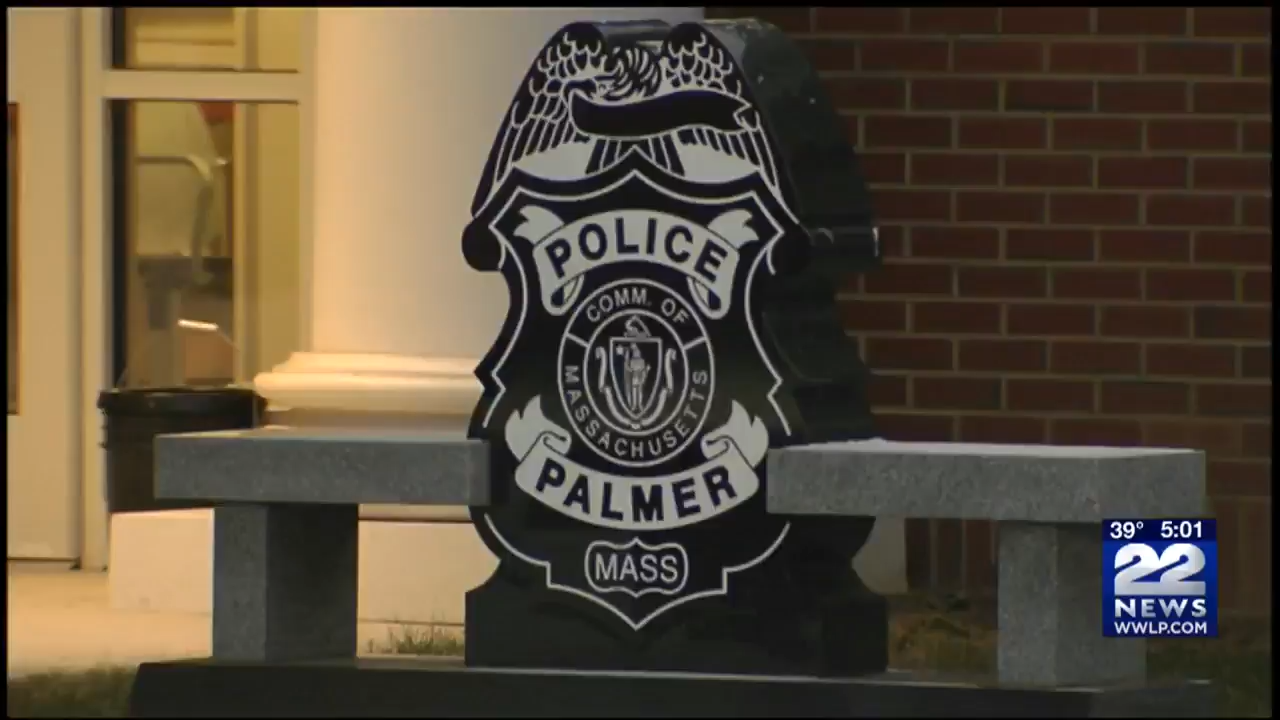 POLICE
COMM. OF
MASSACHUSETTS
PALMER
MASS
39° 5:01
22
NEWS
WWLP.COM